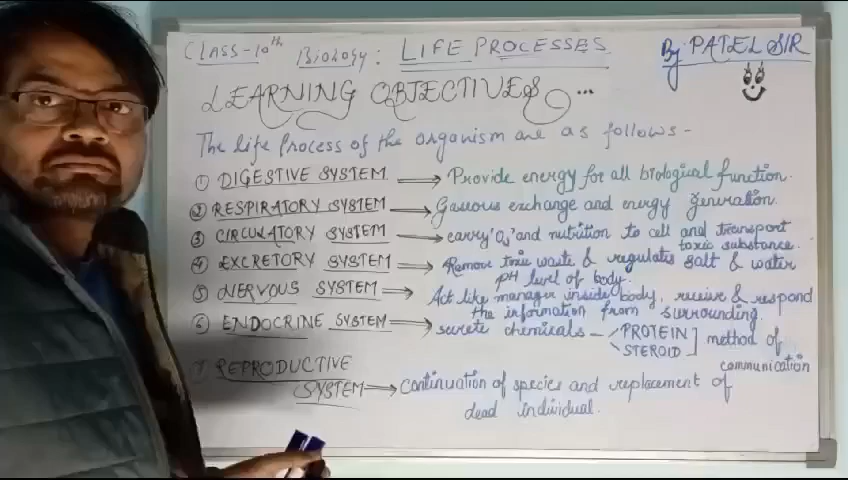 CLASS-10th Biology: LIFE PROCESSES By PATEL SIR
LEARNING OBJECTIVES ...
The life Process of the organism are as follows-
① DIGESTIVE SYSTEM → Provide energy for all biological function.
② RESPIRATORY SYSTEM → Gaseous exchange and energy generation.
③ CIRCULATORY SYSTEM → carry 'O₂' and nutrition to cell and transport
toxic substance.
④ EXCRETORY SYSTEM → Remove toxic waste & regulates salt & water
pH level of body.
⑤ NERVOUS SYSTEM → Act like manager inside body, receive & respond
the information from surrounding.
⑥ ENDOCRINE SYSTEM → secrete chemicals - PROTEIN
STEROID ] method of
communication
⑦ REPRODUCTIVE
SYSTEM → Continuation of species and replacement of
dead individual.